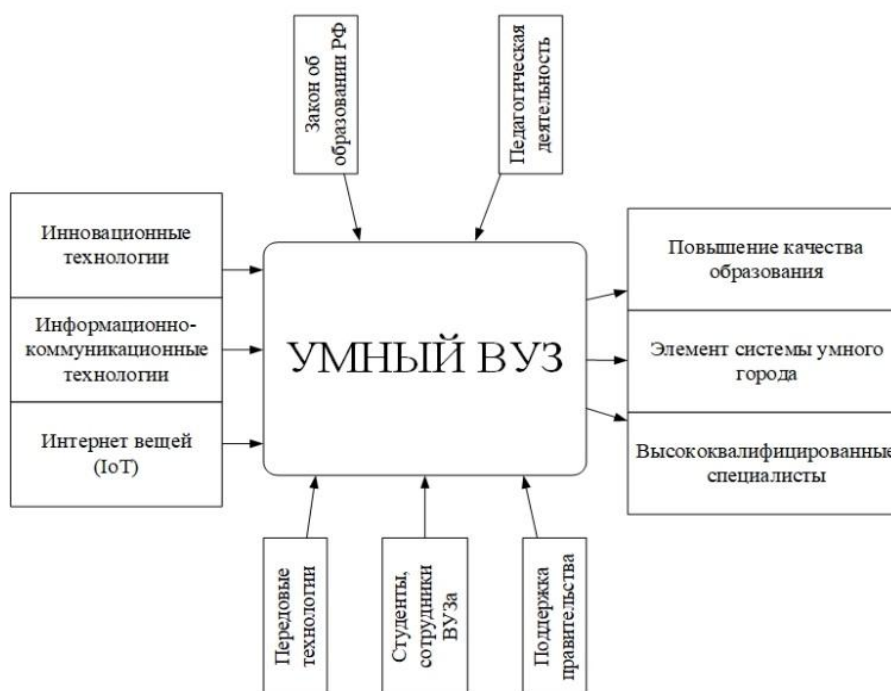 Закон об
образовании РФ
Педагогическая
деятельность
Инновационные
технологии
Информационно-
коммуникационные
технологии
Интернет вещей
(IoT)
УМНЫЙ ВУЗ
Повышение качества
образования
Элемент системы умного
города
Высококвалифицированные
специалисты
Передовые
технологии
Студенты,
сотрудники
ВУЗа
Поддержка
правительства